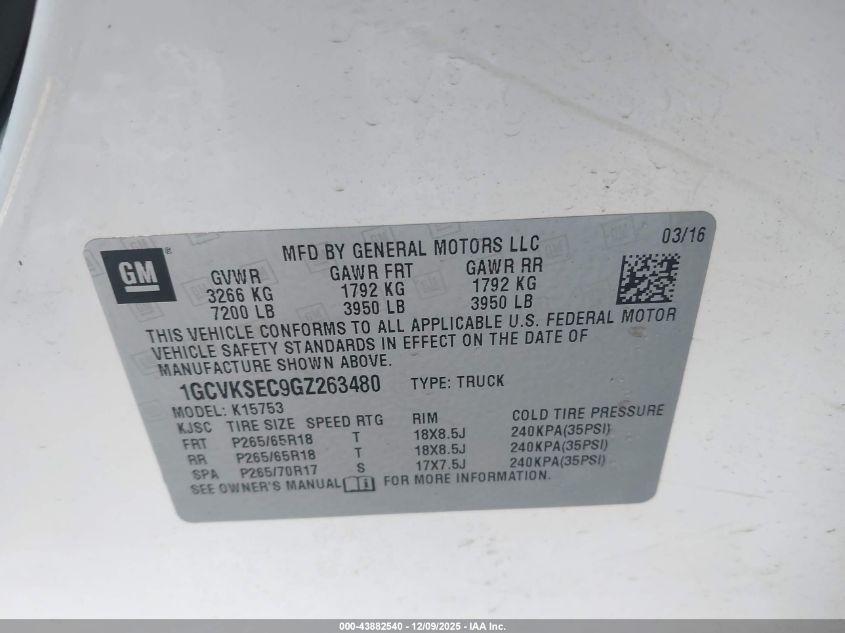 GM
MFD BY GENERAL MOTORS LLC 03/16
GVWR GAWR FRT GAWR RR
3266 KG 1792 KG 1792 KG
7200 LB 3950 LB 3950 LB
THIS VEHICLE CONFORMS TO ALL APPLICABLE U.S. FEDERAL MOTOR
VEHICLE SAFETY STANDARDS IN EFFECT ON THE DATE OF
MANUFACTURE SHOWN ABOVE.
1GCVKSEC9GZ263480 TYPE: TRUCK
MODEL: K15753
KJSC TIRE SIZE SPEED RTG RIM COLD TIRE PRESSURE
FRT P265/65R18 T 18X8.5J 240KPA(35PSI)
RR P265/65R18 T 18X8.5J 240KPA(35PSI)
SPA P265/70R17 S 17X7.5J 240KPA(35PSI)
SEE OWNER'S MANUAL FOR MORE INFORMATION.
000-43882540 - 12/09/2025 - IAA Inc.